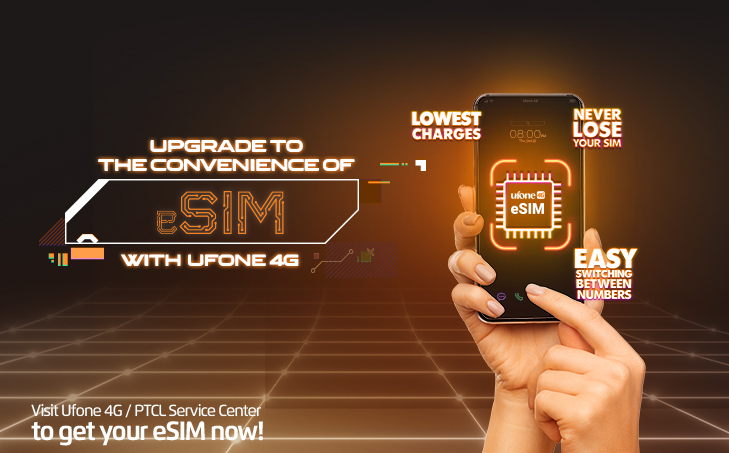 UPGRADE TO
THE CONVENIENCE OF
eSIM
WITH UFONE 4G
LOWEST
CHARGES
NEVER
LOSE
YOUR SIM
08:00
ufone 4G
eSIM
EASY
SWITCHING
BETWEEN
NUMBERS
Visit Ufone 4G / PTCL Service Center
to get your eSIM now!